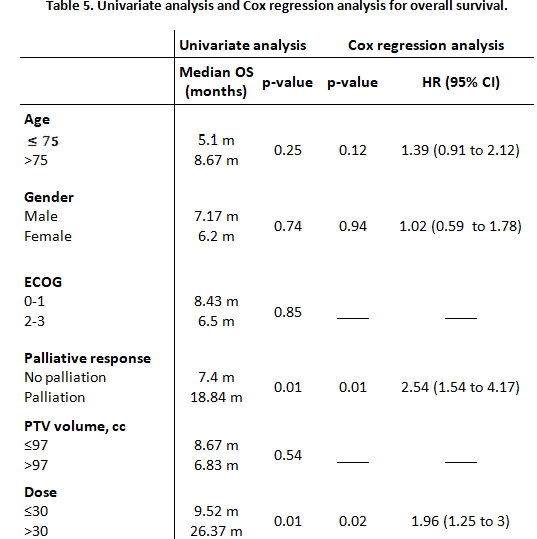 Table 5. Univariate analysis and Cox regression analysis for overall survival.
Univariate analysis Cox regression analysis
Median OS (months) p-value p-value HR (95% CI)
Age
≤ 75 5.1 m
>75 8.67 m
0.25 0.12 1.39 (0.91 to 2.12)
Gender
Male 7.17 m
Female 6.2 m
0.74 0.94 1.02 (0.59 to 1.78)
ECOG
0-1 8.43 m
2-3 6.5 m
0.85 ____ ____
Palliative response
No palliation 7.4 m
Palliation 18.84 m
0.01 0.01 2.54 (1.54 to 4.17)
PTV volume, cc
≤97 8.67 m
>97 6.83 m
0.54 ____ ____
Dose
≤30 9.52 m
>30 26.37 m
0.01 0.02 1.96 (1.25 to 3)